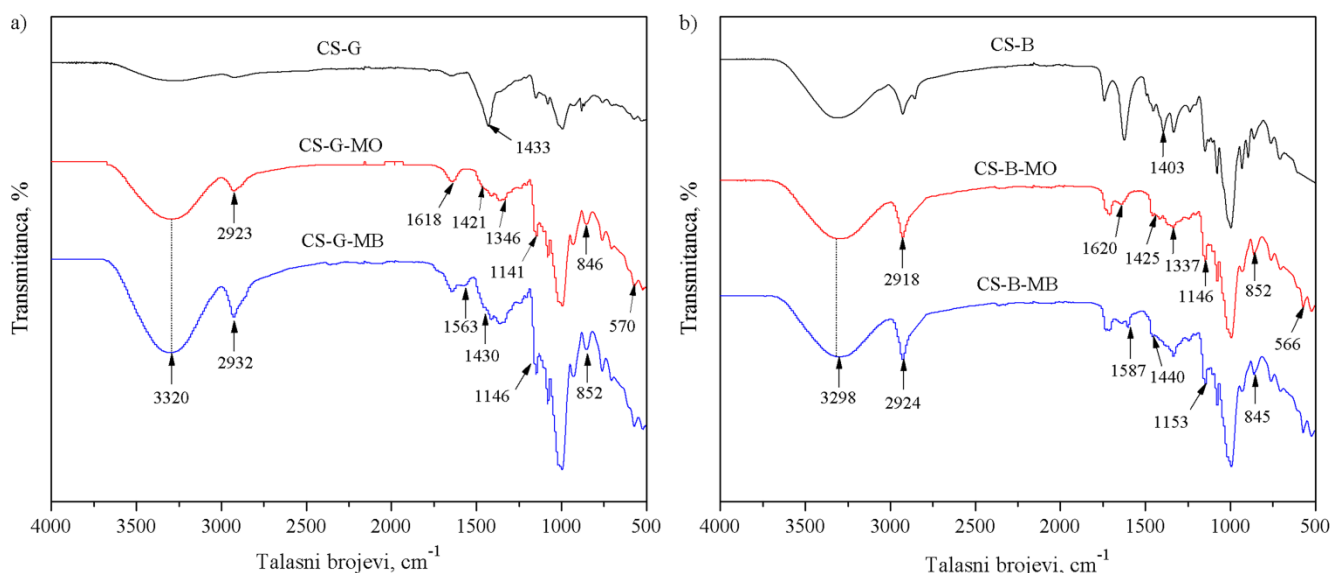 a)
CS-G
1433
CS-G-MO
2923
1618
1421
1346
1141
846
570
CS-G-MB
2932
3320
1563
1430
1146
852
Transmitanca, %
4000 3500 3000 2500 2000 1500 1000 500
Talasni brojevi, cm⁻¹
b)
CS-B
1403
CS-B-MO
2918
1620
1425
1337
1146
852
566
CS-B-MB
3298
2924
1587
1440
1153
845
Transmitanca, %
4000 3500 3000 2500 2000 1500 1000 500
Talasni brojevi, cm⁻¹